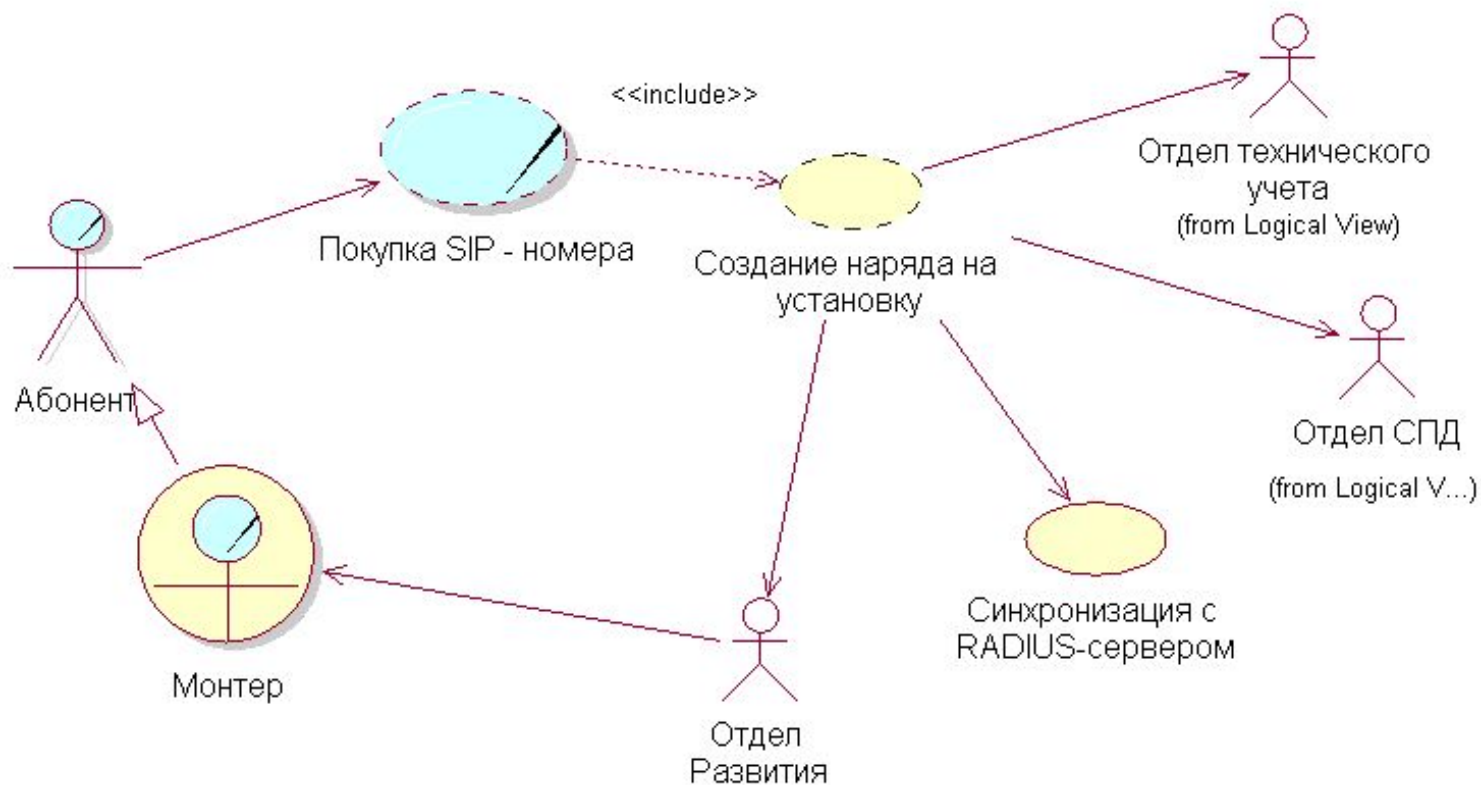 <<include>>
Отдел технического
учета
(from Logical View)
Покупка SIP - номера
Создание наряда на
установку
Абонент
Отдел СПД
(from Logical V...)
Синхронизация с
RADIUS-сервером
Монтер
Отдел
Развития